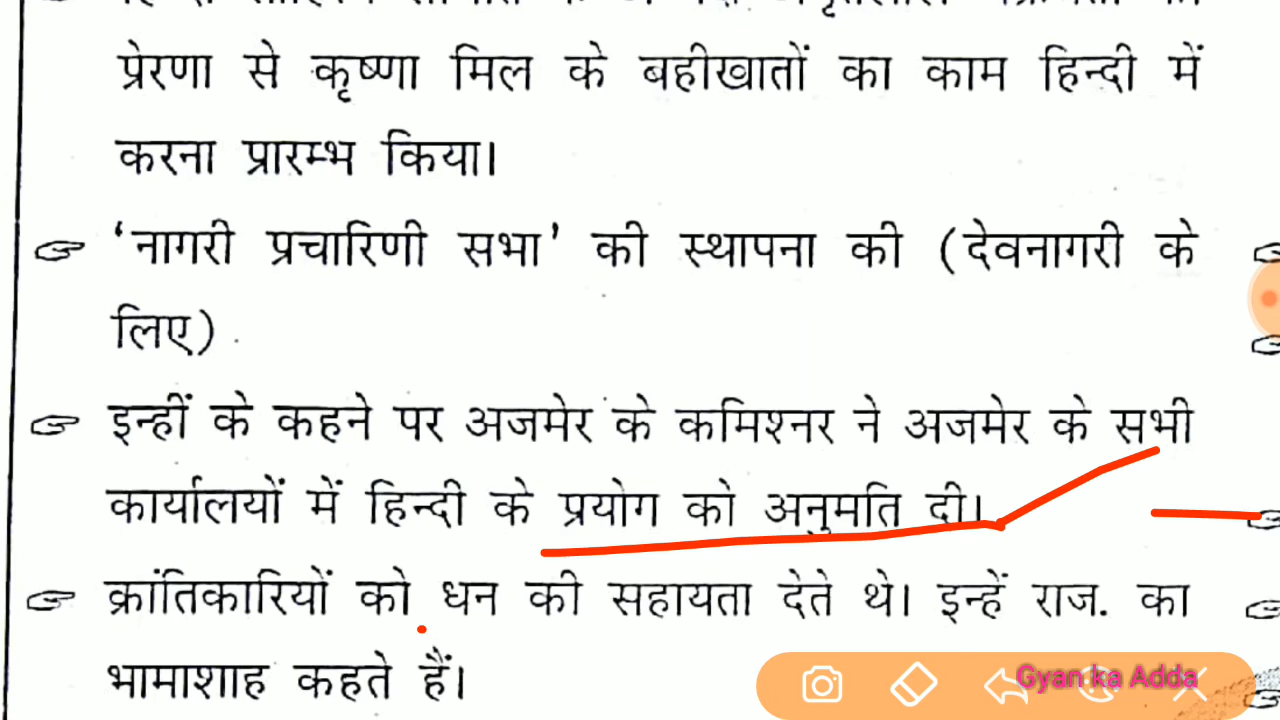 प्रेरणा से कृष्णा मिल के बहीखातों का काम हिन्दी में
करना प्रारम्भ किया।
'नागरी प्रचारिणी सभा' की स्थापना की (देवनागरी के
लिए)
इन्हीं के कहने पर अजमेर के कमिश्नर ने अजमेर के सभी
कार्यालयों में हिन्दी के प्रयोग को अनुमति दी।
क्रांतिकारियों को धन की सहायता देते थे। इन्हें राज. का
भामाशाह कहते हैं।
Gyan ka Adda